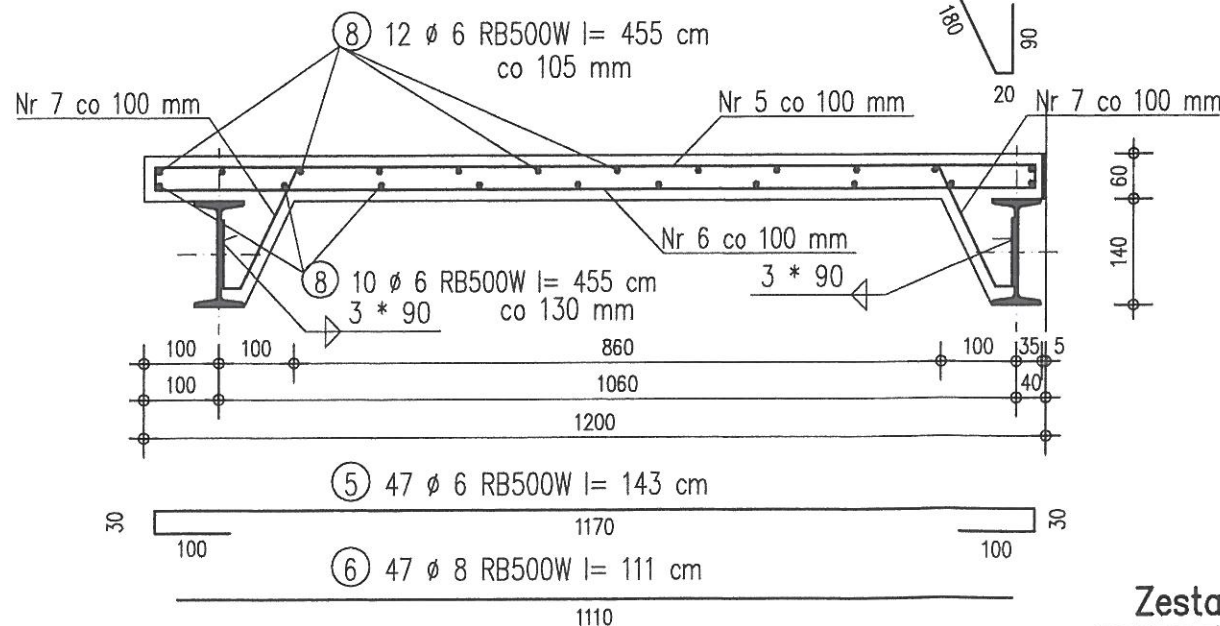 ⑧ 12 ø 6 RB500W l= 455 cm
co 105 mm
180
90
20
Nr 7 co 100 mm
Nr 5 co 100 mm
Nr 7 co 100 mm
60
140
Nr 6 co 100 mm
⑧ 10 ø 6 RB500W l= 455 cm
co 130 mm
3 * 90
3 * 90
100
100
860
100
35
5
100
1060
40
1200
⑤ 47 ø 6 RB500W l= 143 cm
30
1170
30
100
100
⑥ 47 ø 8 RB500W l= 111 cm
1110
Zesta